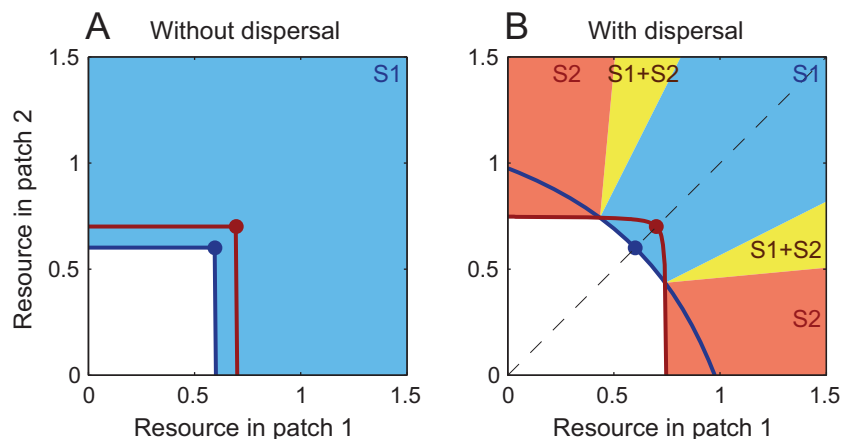 A Without dispersal
1.5
1
0.5
0
S1
0 0.5 1 1.5
Resource in patch 2
Resource in patch 1
B With dispersal
1.5
1
0.5
0
S2 S1+S2 S1
S1+S2
S2
0 0.5 1 1.5
Resource in patch 1